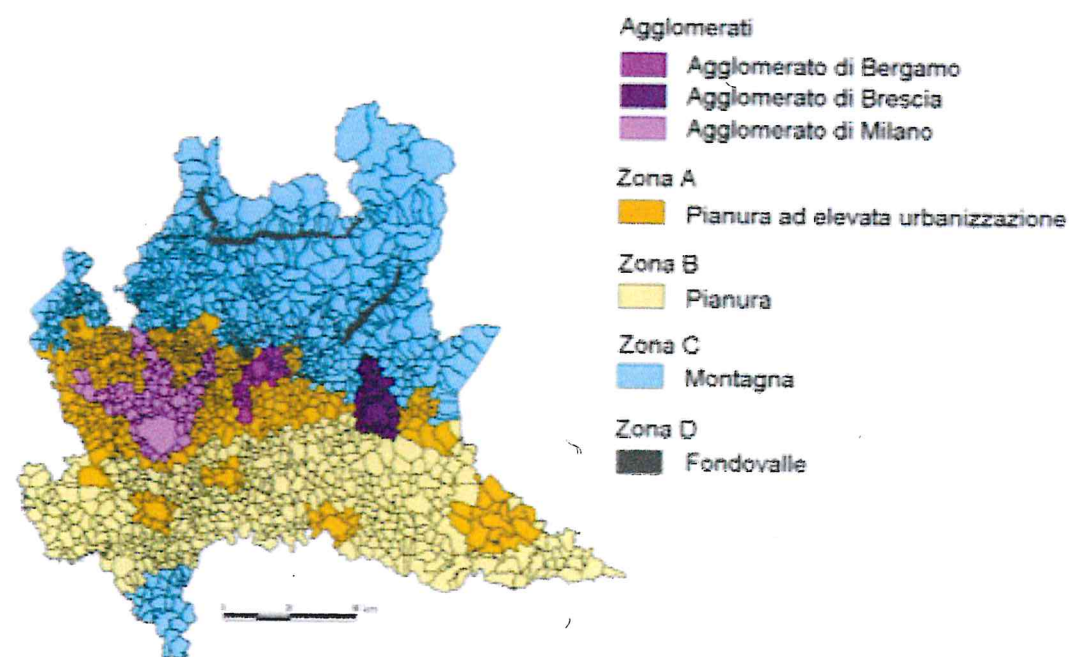 Agglomerati
Agglomerato di Bergamo
Agglomerato di Brescia
Agglomerato di Milano
Zona A
Pianura ad elevata urbanizzazione
Zona B
Pianura
Zona C
Montagna
Zona D
Fondovalle
km